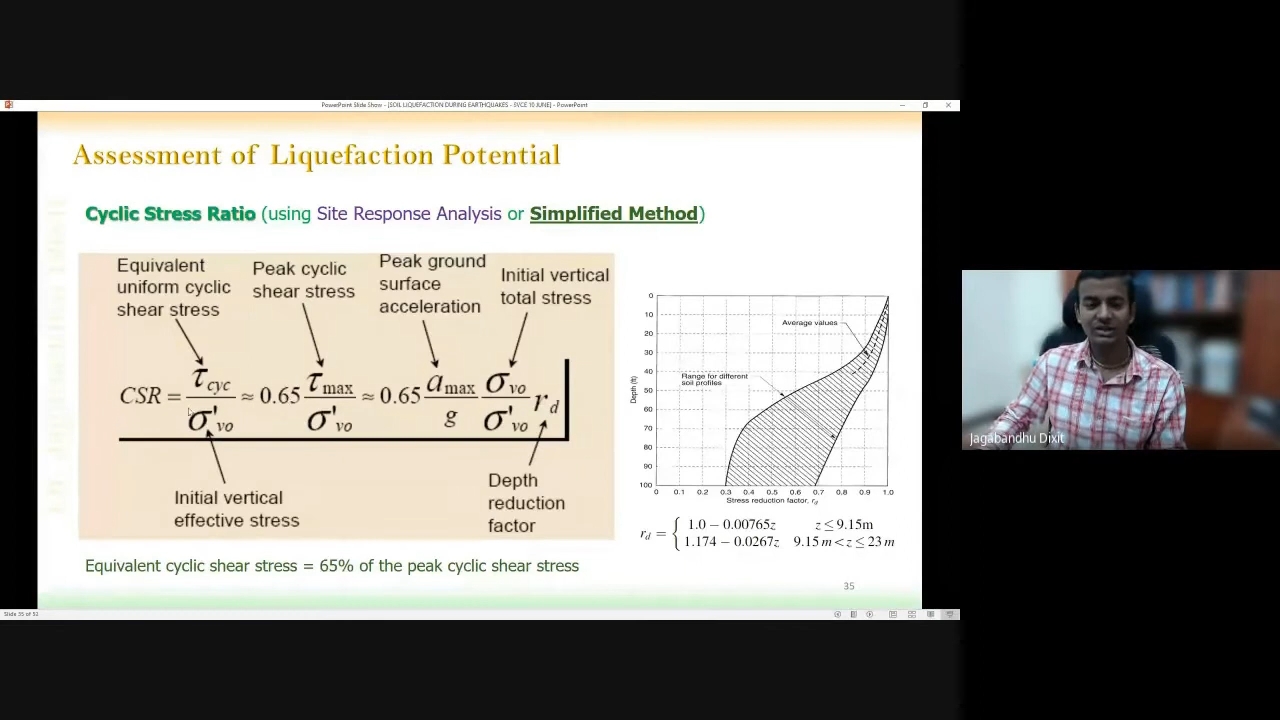 PowerPoint Slide Show - [SOIL LIQUEFACTION DURING EARTHQUAKES - SVCE 10 JUNE] - PowerPoint
Assessment of Liquefaction Potential
Cyclic Stress Ratio (using Site Response Analysis or Simplified Method)
Equivalent
uniform cyclic
shear stress
Peak cyclic
shear stress
Peak ground
surface
acceleration
Initial vertical
total stress
CSR = τcyc/σ'vo ≈ 0.65 τmax/σ'vo ≈ 0.65 amax/g σvo/σ'vo rd
Initial vertical
effective stress
Depth
reduction
factor
Equivalent cyclic shear stress = 65% of the peak cyclic shear stress
Average values
Range for different
soil profiles
Depth (ft)
0
10
20
30
40
50
60
70
80
90
100
0 0.1 0.2 0.3 0.4 0.5 0.6 0.7 0.8 0.9 1.0
Stress reduction factor, rd
rd = { 1.0 − 0.00765z z ≤ 9.15m
1.174 − 0.0267z 9.15 m < z ≤ 23 m
35
Slide 35 of 52
Jagabandhu Dixit